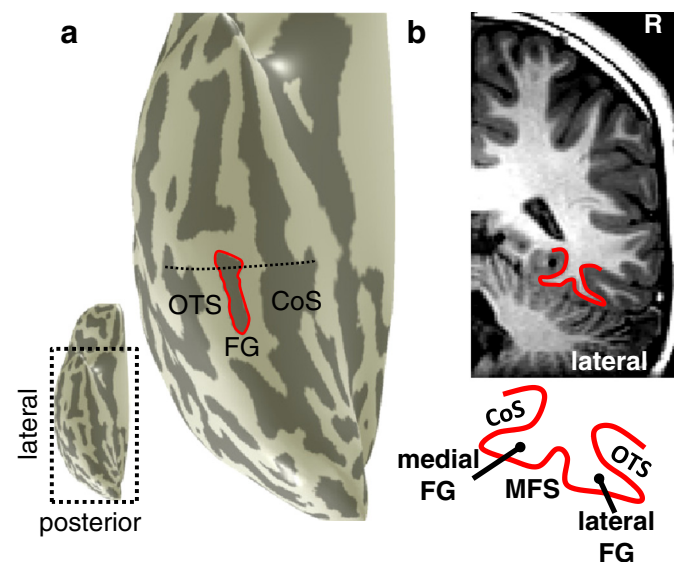 a
OTS
CoS
FG
lateral
posterior
b
R
lateral
CoS
OTS
medial
FG
MFS
lateral
FG